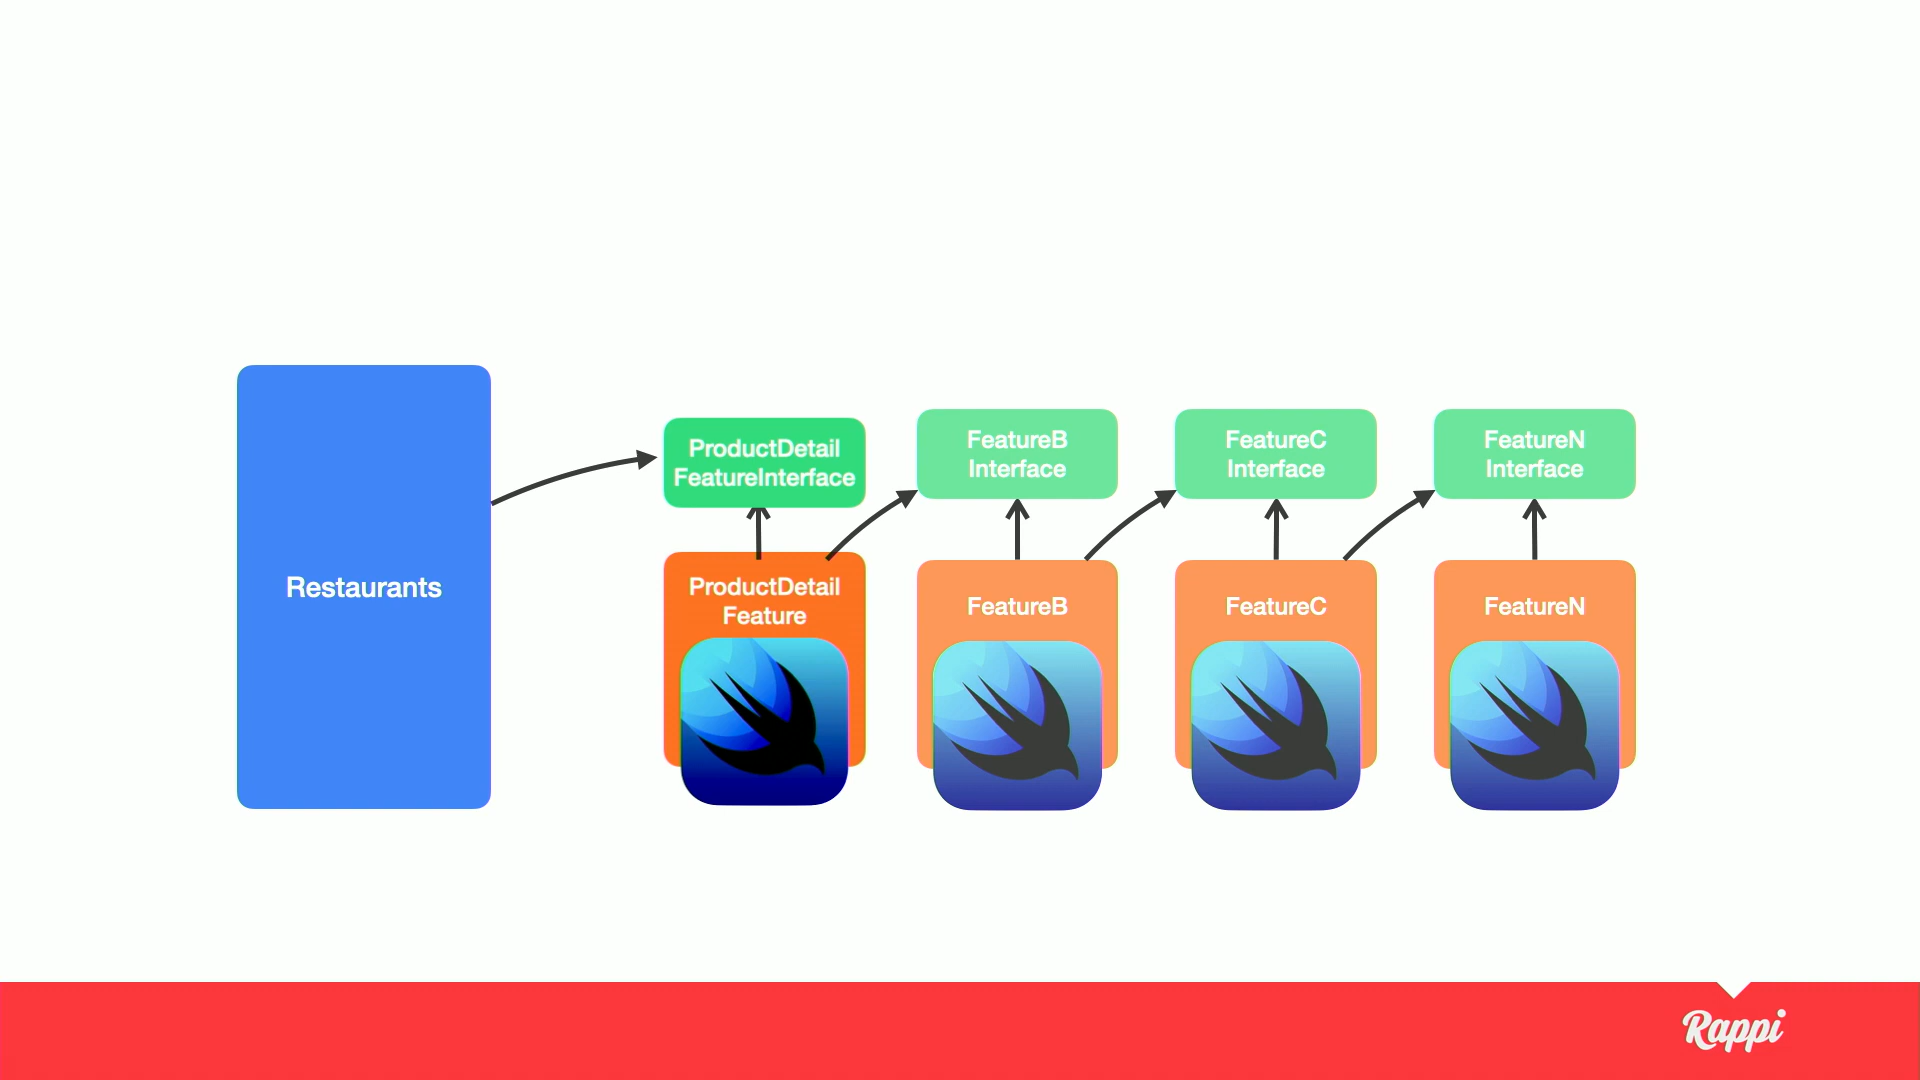 Restaurants
ProductDetail
FeatureInterface
FeatureB
Interface
FeatureC
Interface
FeatureN
Interface
ProductDetail
Feature
FeatureB
FeatureC
FeatureN
Rappi